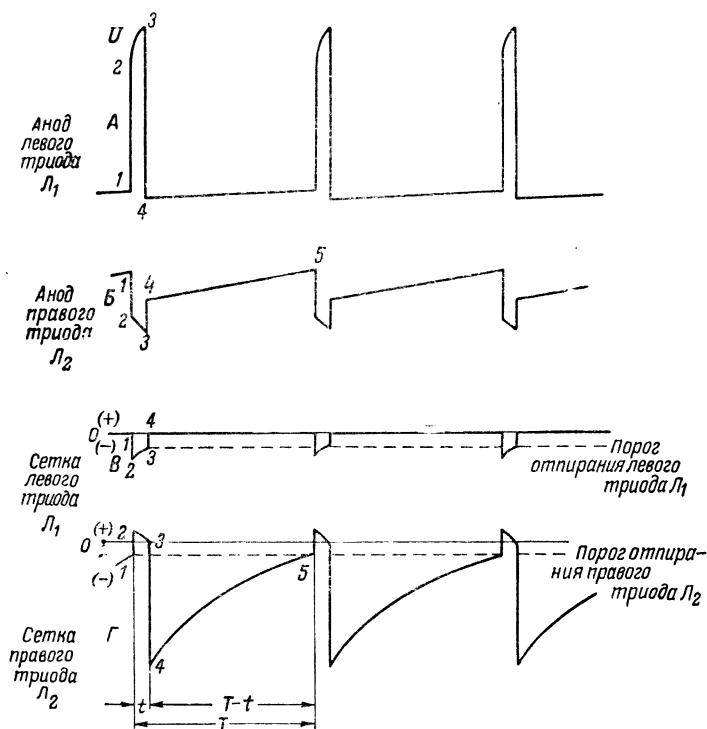 U
3
2
А
Анод
левого
триода
Л₁
1
4
5
1
4
Б
Анод
правого
триода
Л₂
2
3
(+)
4
0
1
(-)
3
В
2
Порог
отпирания левого
триода Л₁
Сетка
левого
триода
Л₁
(+)
2
3
0
(-)
1
5
Порог отпира-
ния правого
триода Л₂
Сетка
правого
триода
Л₂
Г
4
t
T-t
T